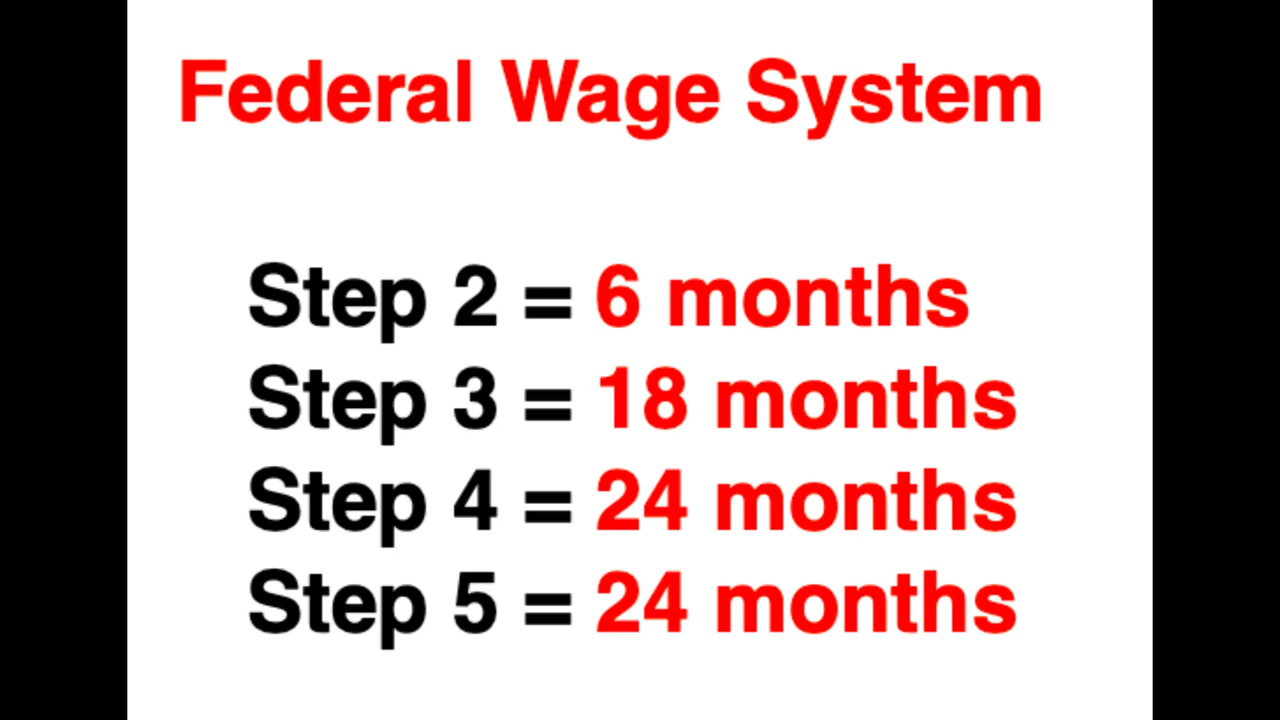 Federal Wage System
Step 2 = 6 months
Step 3 = 18 months
Step 4 = 24 months
Step 5 = 24 months